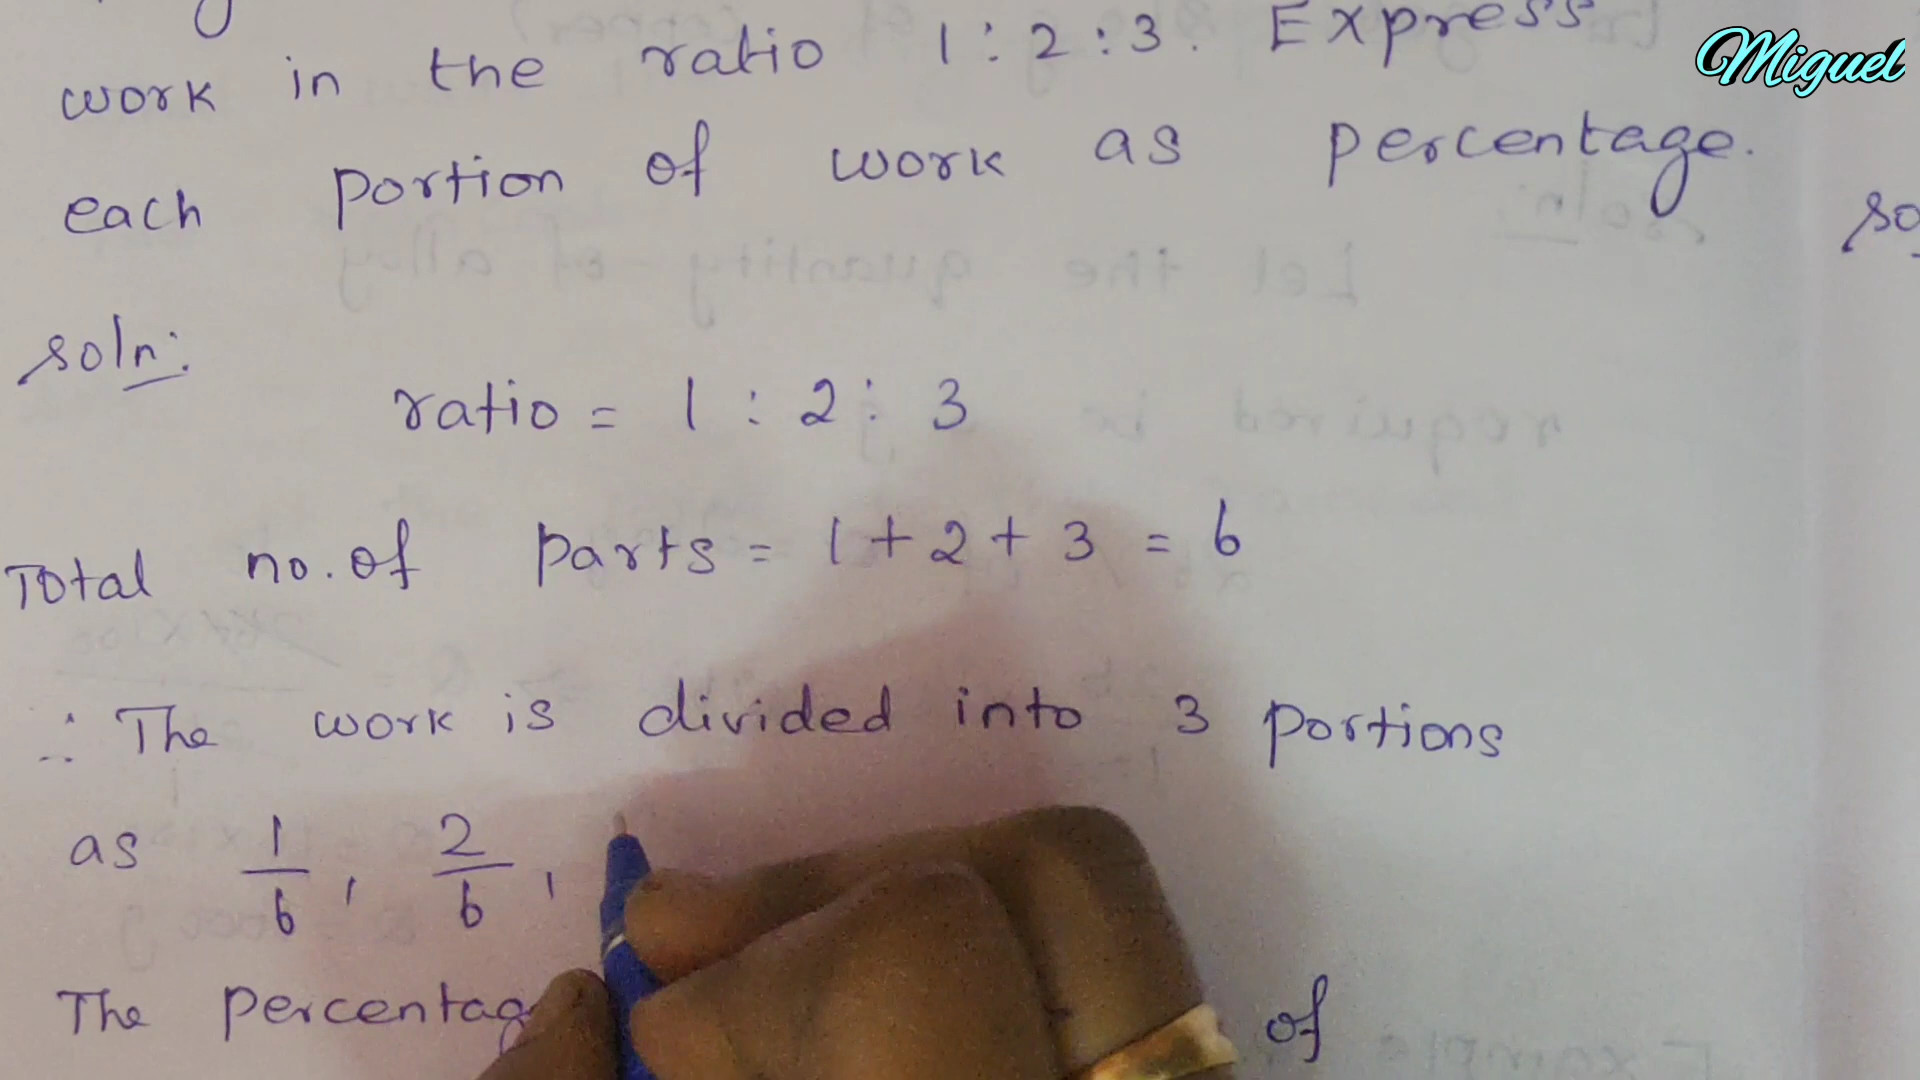 work in the ratio 1 : 2 : 3. Express
Miguel
each portion of work as percentage.
soln:
ratio = 1 : 2 : 3
Total no. of parts = 1 + 2 + 3 = 6
∴ The work is divided into 3 portions
as 1/6, 2/6,
The of